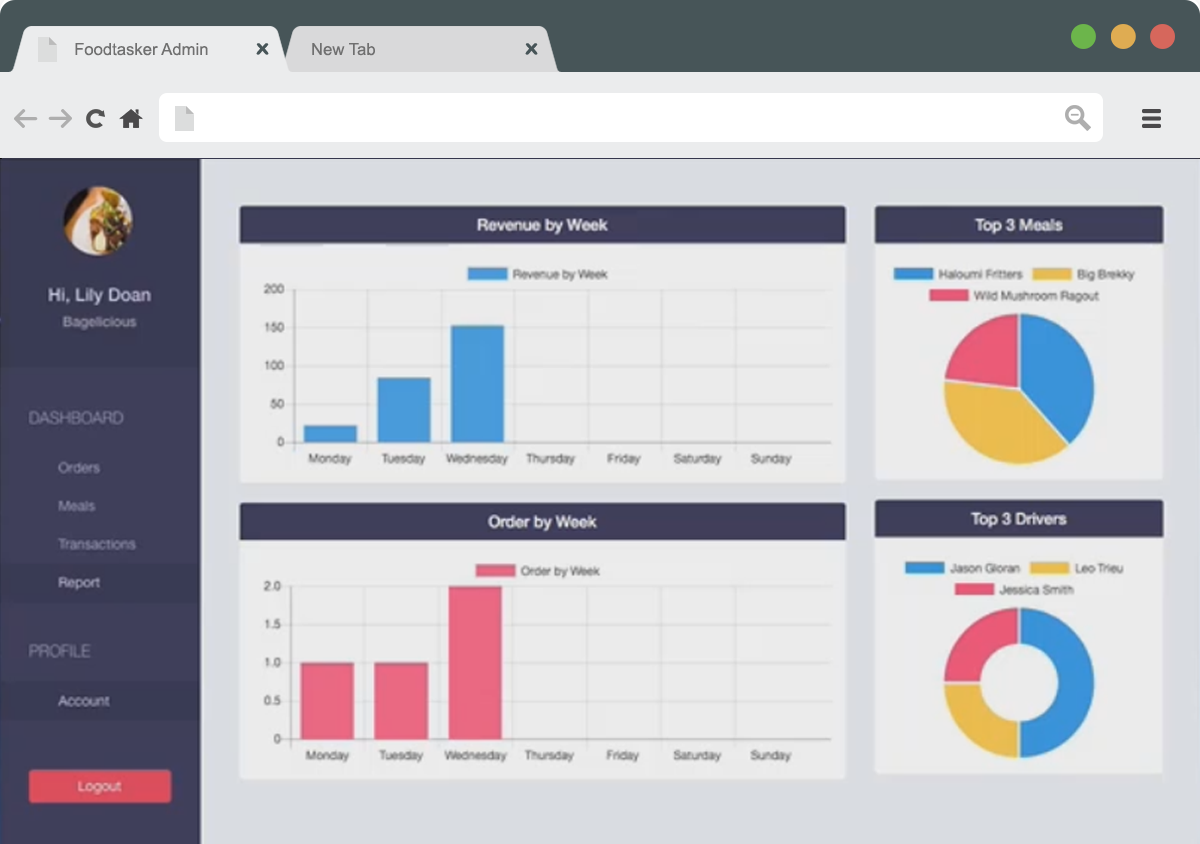 Foodtasker Admin
New Tab
Hi, Lily Doan
Bagelicious
DASHBOARD
Orders
Meals
Transactions
Report
PROFILE
Account
Logout
Revenue by Week
Revenue by Week
200
150
100
50
0
Monday Tuesday Wednesday Thursday Friday Saturday Sunday
Order by Week
Order by Week
2.0
1.5
1.0
0.5
0
Monday Tuesday Wednesday Thursday Friday Saturday Sunday
Top 3 Meals
Haloumi Fritters Big Brekky
Wild Mushroom Ragout
Top 3 Drivers
Jason Gloran Leo Trieu
Jessica Smith